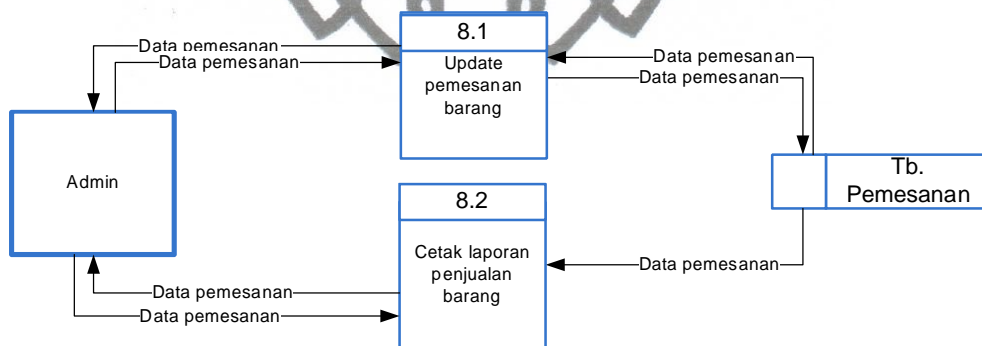 8.1
Data pemesanan
Data pemesanan
Update
pemesanan
barang
Data pemesanan
Data pemesanan
Admin
Tb.
Pemesanan
8.2
Cetak laporan
penjualan
barang
Data pemesanan
Data pemesanan
Data pemesanan